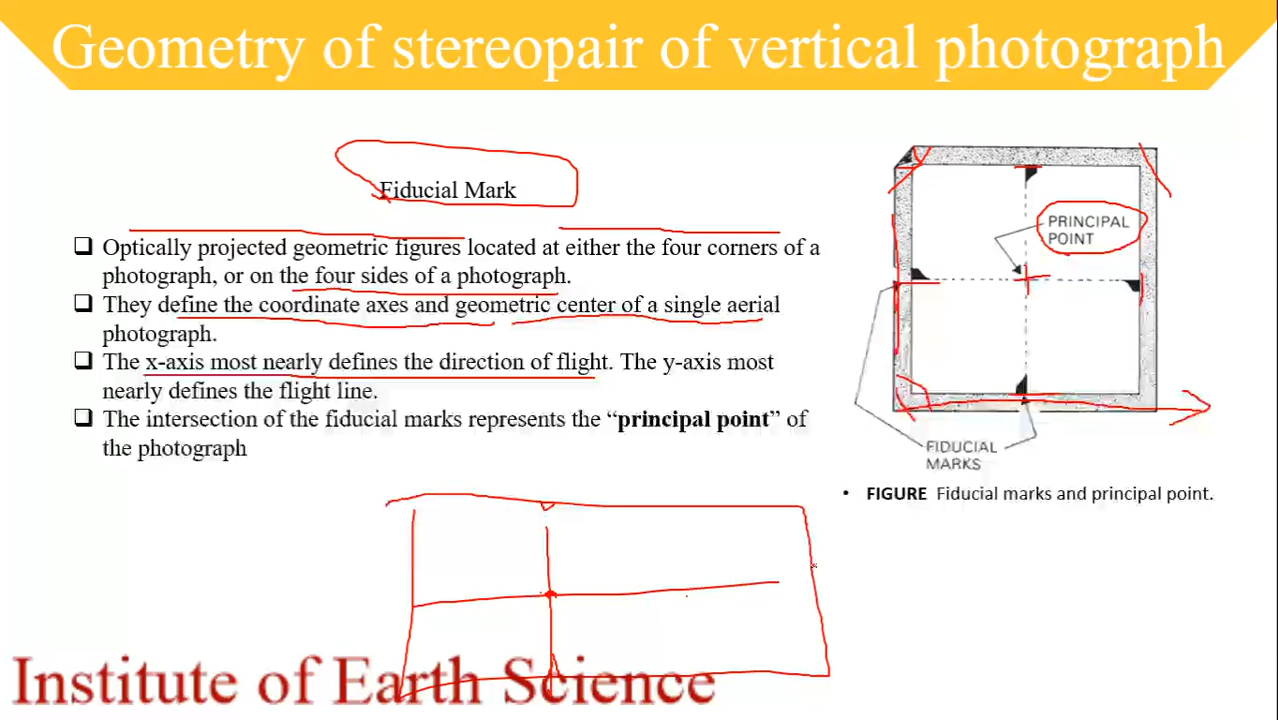 Geometry of stereopair of vertical photograph
Fiducial Mark
❑ Optically projected geometric figures located at either the four corners of a
photograph, or on the four sides of a photograph.
❑ They define the coordinate axes and geometric center of a single aerial
photograph.
❑ The x-axis most nearly defines the direction of flight. The y-axis most
nearly defines the flight line.
❑ The intersection of the fiducial marks represents the “principal point” of
the photograph
PRINCIPAL
POINT
FIDUCIAL
MARKS
• FIGURE Fiducial marks and principal point.
Institute of Earth Science